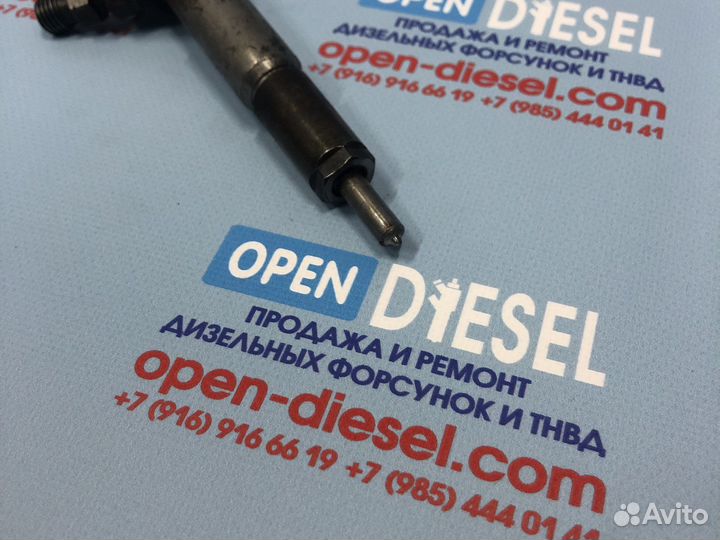 OPEN DIESEL
ПРОДАЖА И РЕМОНТ
ДИЗЕЛЬНЫХ ФОРСУНОК И ТНВД
open-diesel.com
+7 (916) 916 66 19 +7 (985) 444 01 41
OPEN DIESEL
ПРОДАЖА И РЕМОНТ
ДИЗЕЛЬНЫХ ФОРСУНОК И ТНВД
open-diesel.com
+7 (916) 916 66 19 +7 (985) 444 01 41
Avito